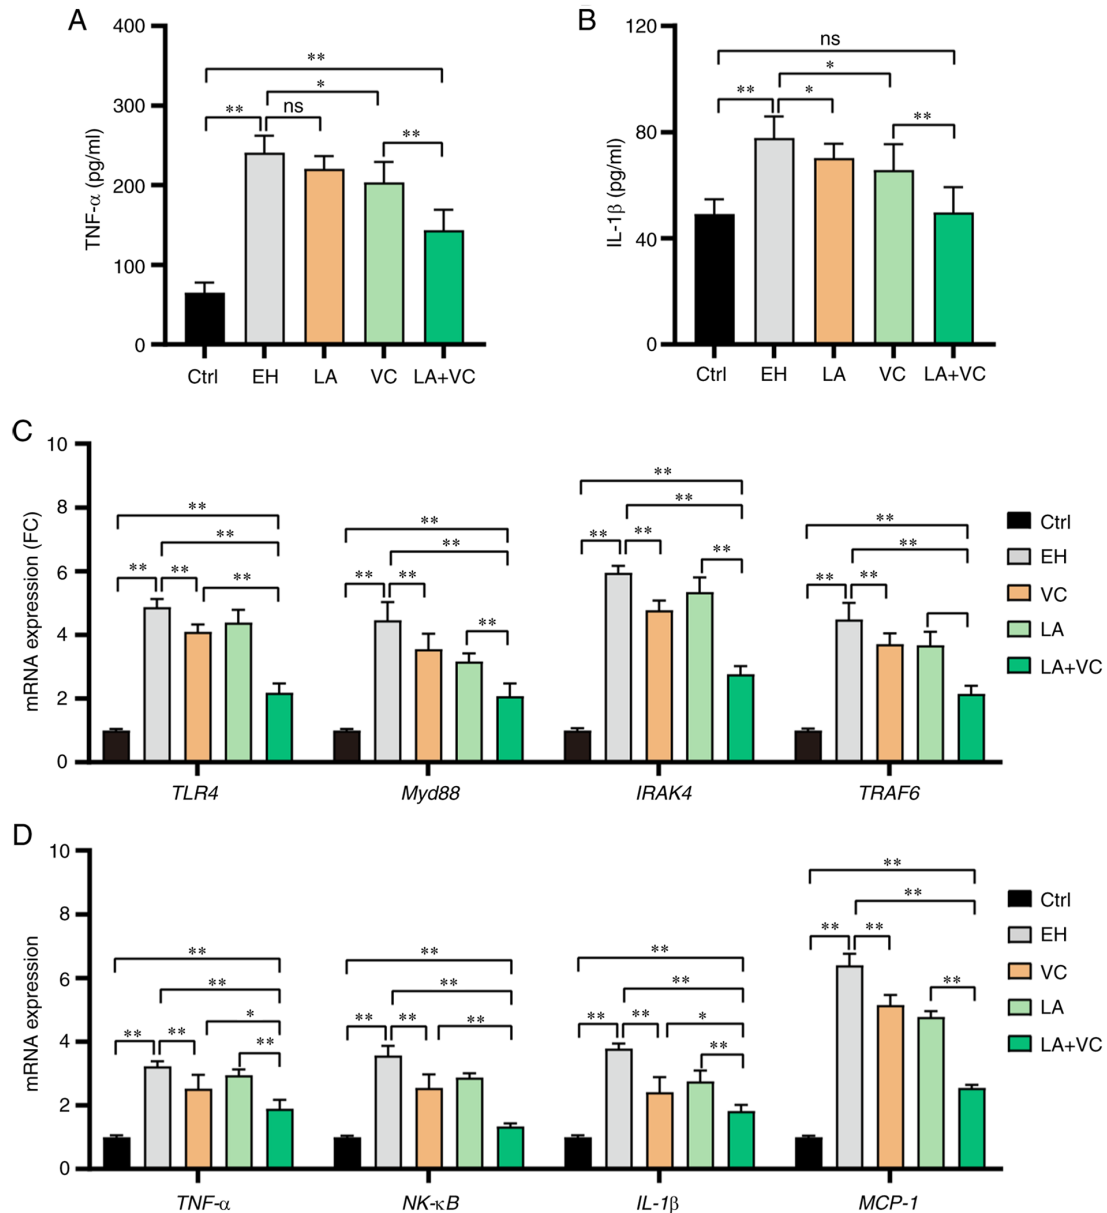 A
400
300
200
100
0
TNF-α (pg/ml)
**
*
** ns
**
Ctrl EH LA VC LA+VC
B
120
80
40
0
IL-1β (pg/ml)
ns
*
** *
**
Ctrl EH LA VC LA+VC
C
10
8
6
4
2
0
mRNA expression (FC)
**
**
** ** **
**
**
** **
**
**
**
** ** **
**
**
** **
TLR4 Myd88 IRAK4 TRAF6
Ctrl
EH
VC
LA
LA+VC
D
10
8
6
4
2
0
mRNA expression
**
**
*
** **
**
**
**
** ** **
**
**
** ** *
**
**
**
** **
**
TNF-α NK-κB IL-1β MCP-1
Ctrl
EH
VC
LA
LA+VC